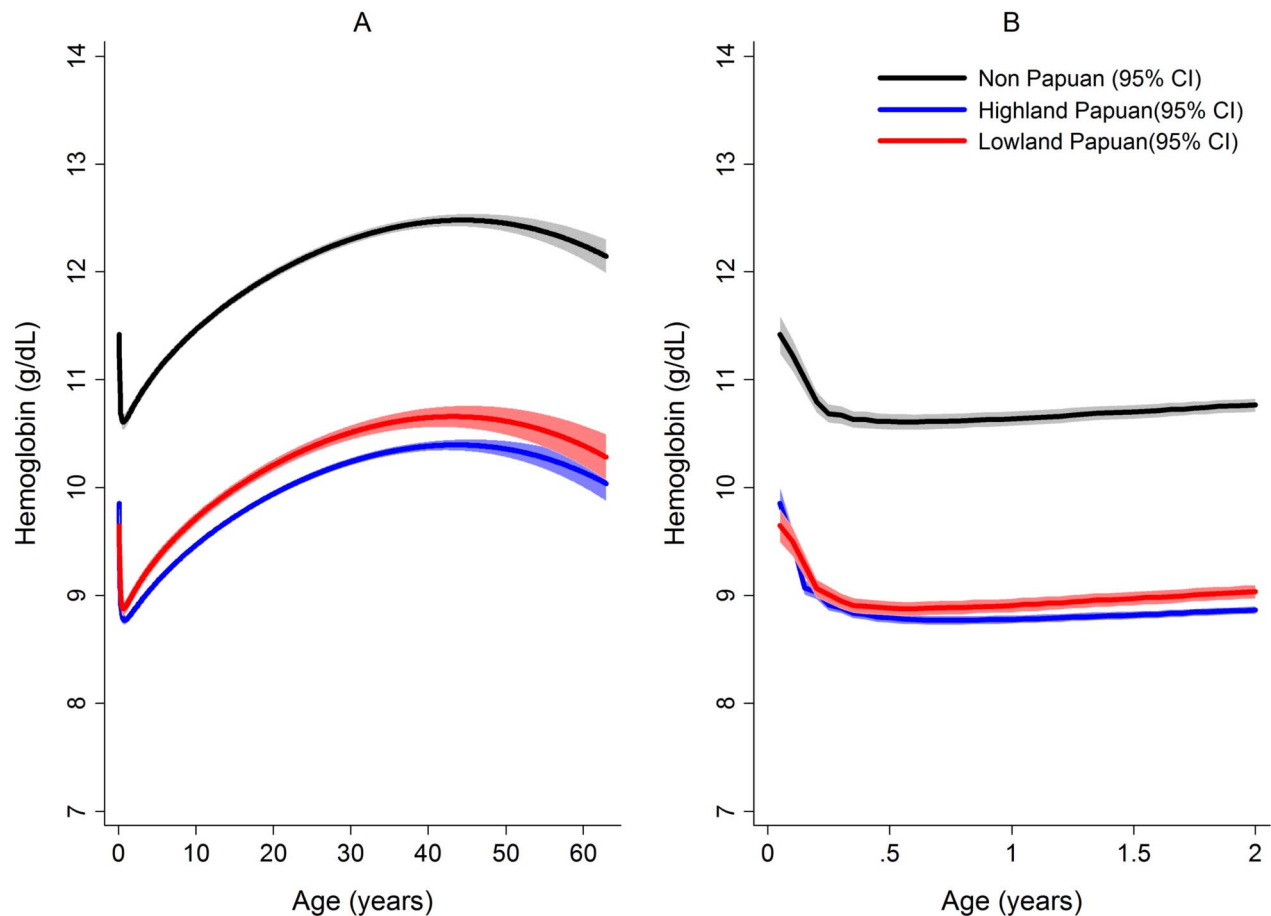 A
14
13
12
11
10
9
8
7
Hemoglobin (g/dL)
0 10 20 30 40 50 60
Age (years)
B
Non Papuan (95% CI)
Highland Papuan(95% CI)
Lowland Papuan(95% CI)
14
13
12
11
10
9
8
7
Hemoglobin (g/dL)
0 .5 1 1.5 2
Age (years)